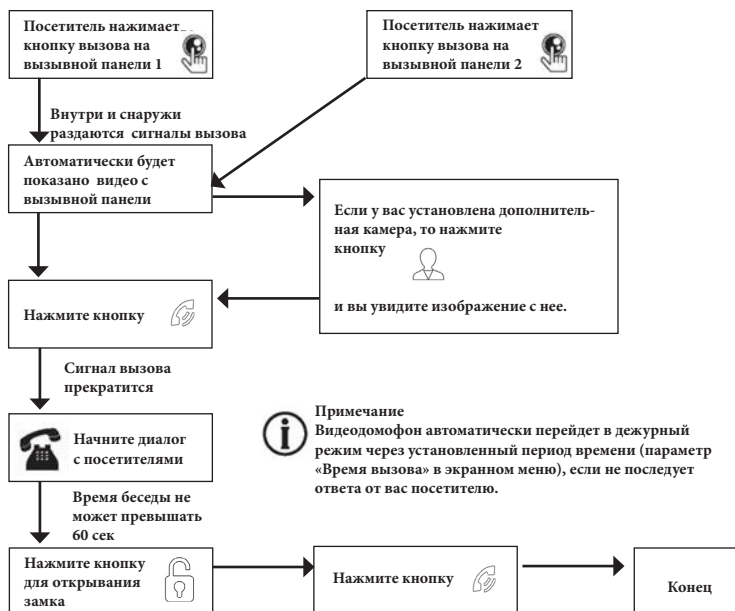 Посетитель нажимает
кнопку вызова на
вызывной панели 1
Посетитель нажимает
кнопку вызова на
вызывной панели 2
Внутри и снаружи
раздаются сигналы вызова
Автоматически будет
показано видео с
вызывной панели
Если у вас установлена дополнитель-
ная камера, то нажмите
кнопку
и вы увидите изображение с нее.
Нажмите кнопку
Сигнал вызова
прекратится
Начните диалог
с посетителями
Примечание
Видеодомофон автоматически перейдет в дежурный
режим через установленный период времени (параметр
«Время вызова» в экранном меню), если не последует
ответа от вас посетителю.
Время беседы не
может превышать
60 сек
Нажмите кнопку
для открывания
замка
Нажмите кнопку
Конец